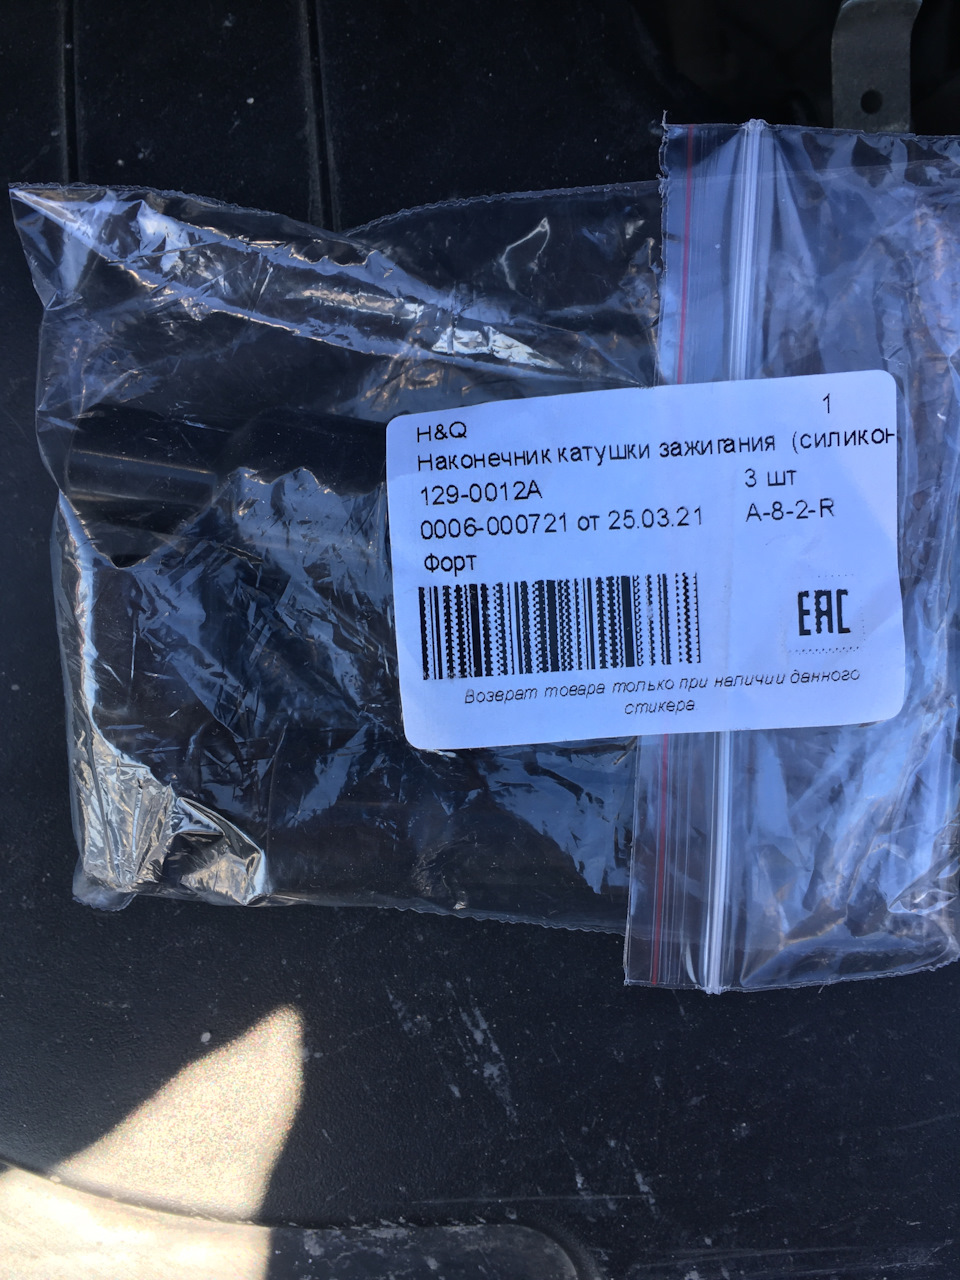 1
H&Q
Наконечник катушки зажигания (силикон
129-0012A 3 шт
0006-000721 от 25.03.21 A-8-2-R
Форт
EAC
Возврат товара только при наличии данного
стикера